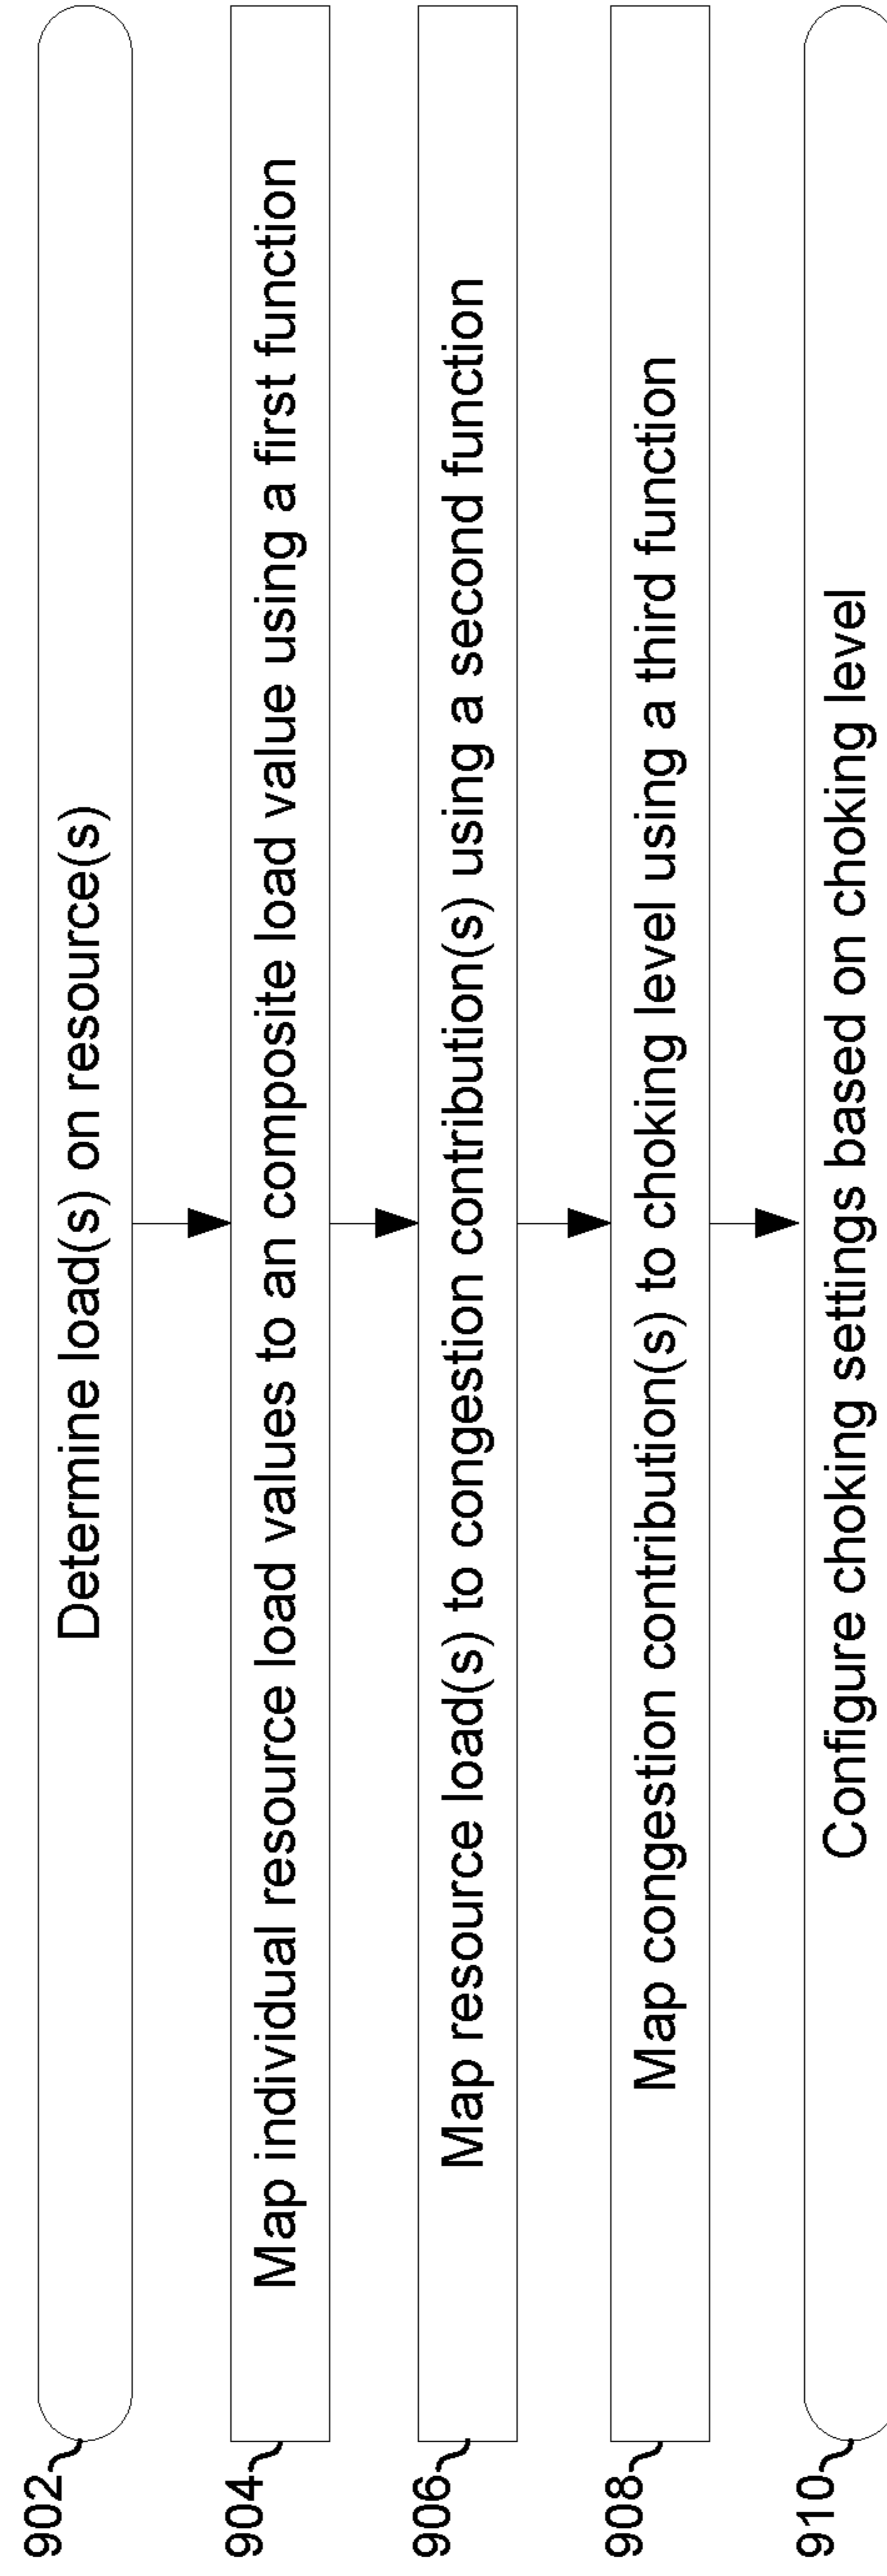 902
Determine load(s) on resource(s)
904
Map individual resource load values to an composite load value using a first function
906
Map resource load(s) to congestion contribution(s) using a second function
908
Map congestion contribution(s) to choking level using a third function
910
Configure choking settings based on choking level